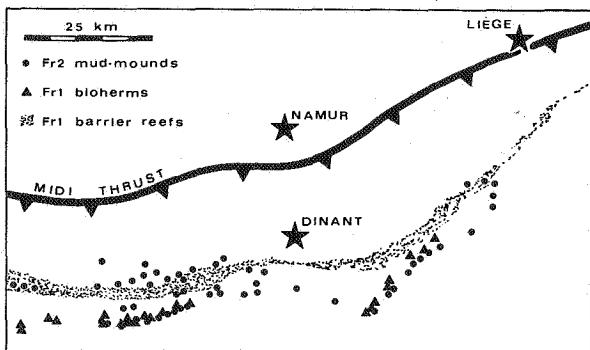 25 km
Fr2 mud-mounds
Fr1 bioherms
Fr1 barrier reefs
LIEGE
NAMUR
MIDI THRUST
DINANT